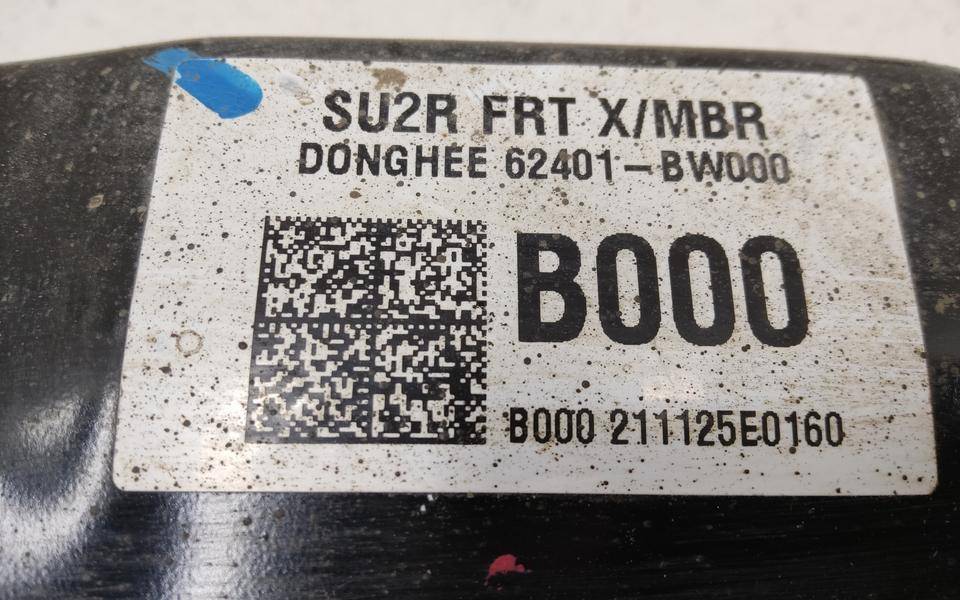 SU2R FRT X/MBR
DONGHEE 62401-BW000
B000
B000 211125E0160